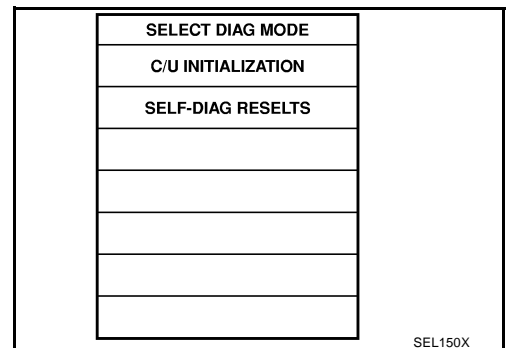 SELECT DIAG MODE
C/U INITIALIZATION
SELF-DIAG RESELTS
SEL150X